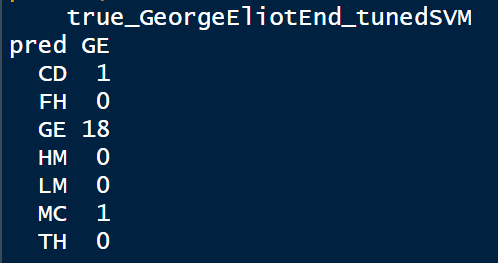 true_GeorgeEliotEnd_tunedSVM
pred GE
CD 1
FH 0
GE 18
HM 0
LM 0
MC 1
TH 0